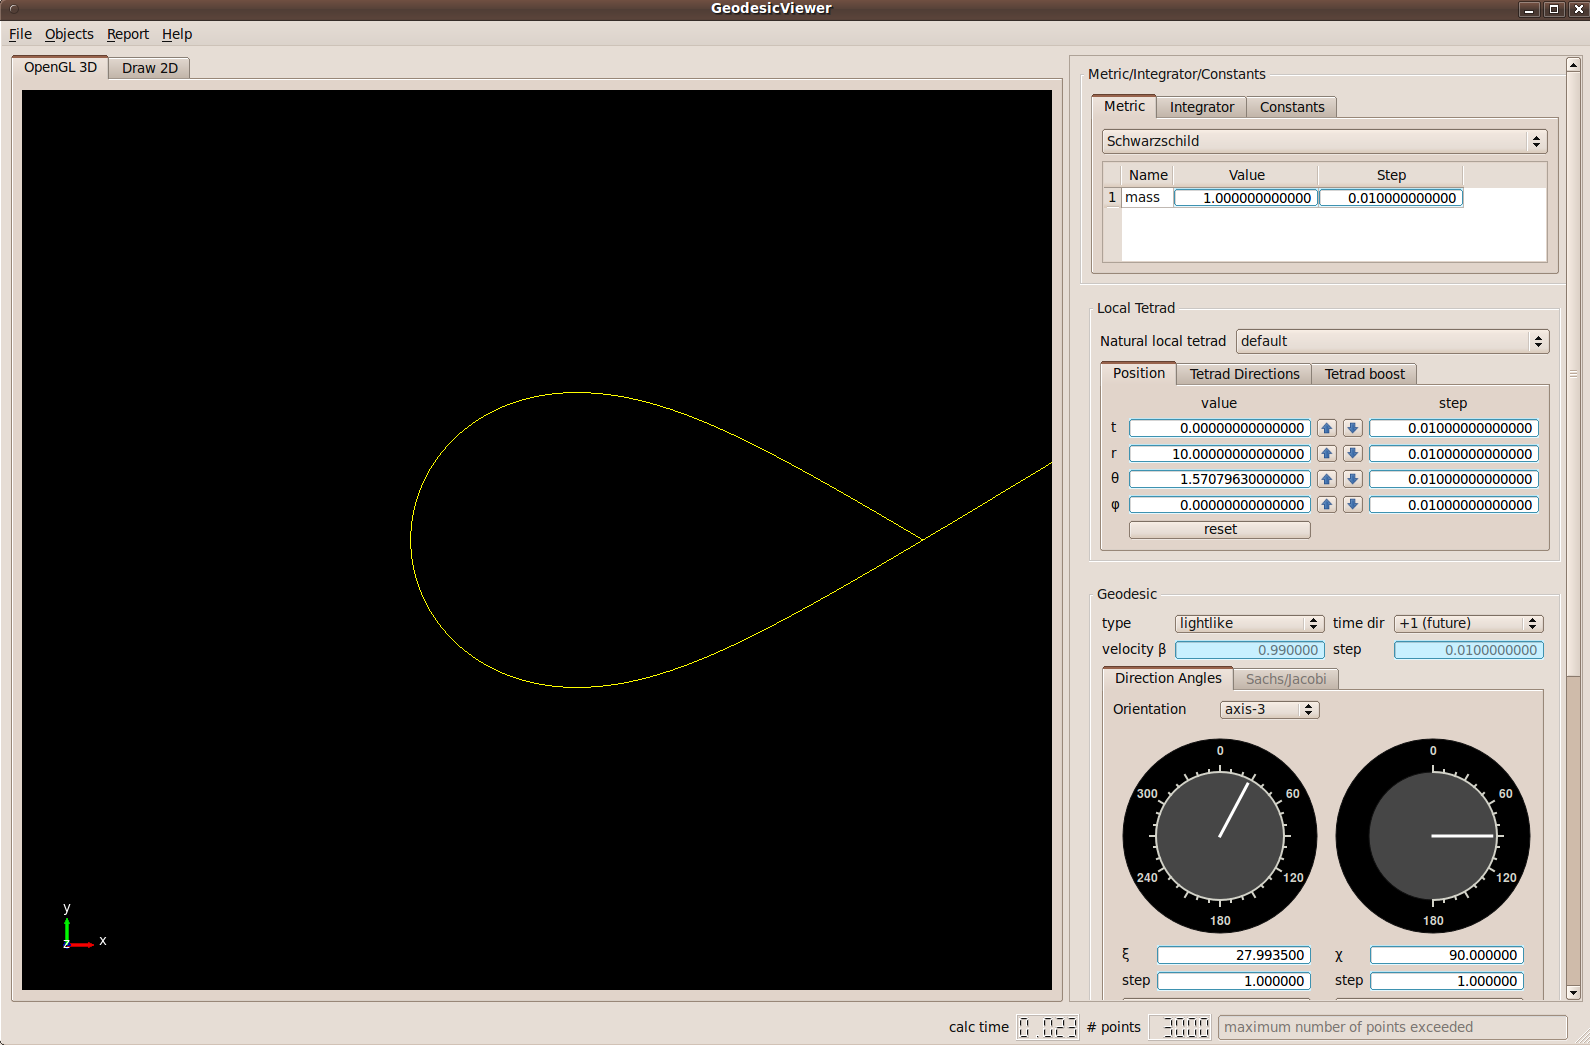 GeodesicViewer
File Objects Report Help
OpenGL 3D Draw 2D
Metric/Integrator/Constants
Metric Integrator Constants
Schwarzschild
Name Value Step
1 mass 1.000000000000 0.010000000000
Local Tetrad
Natural local tetrad default
Position Tetrad Directions Tetrad boost
value step
t 0.00000000000000 0.01000000000000
r 10.00000000000000 0.01000000000000
θ 1.57079630000000 0.01000000000000
φ 0.00000000000000 0.01000000000000
reset
Geodesic
type lightlike time dir +1 (future)
velocity β 0.990000 step 0.0100000000
Direction Angles Sachs/Jacobi
Orientation axis-3
0 0
300 60 60
240 120 120
180 180
y
z x
ξ 27.993500 χ 90.000000
step 1.000000 step 1.000000
calc time 0.023 # points 3000 maximum number of points exceeded